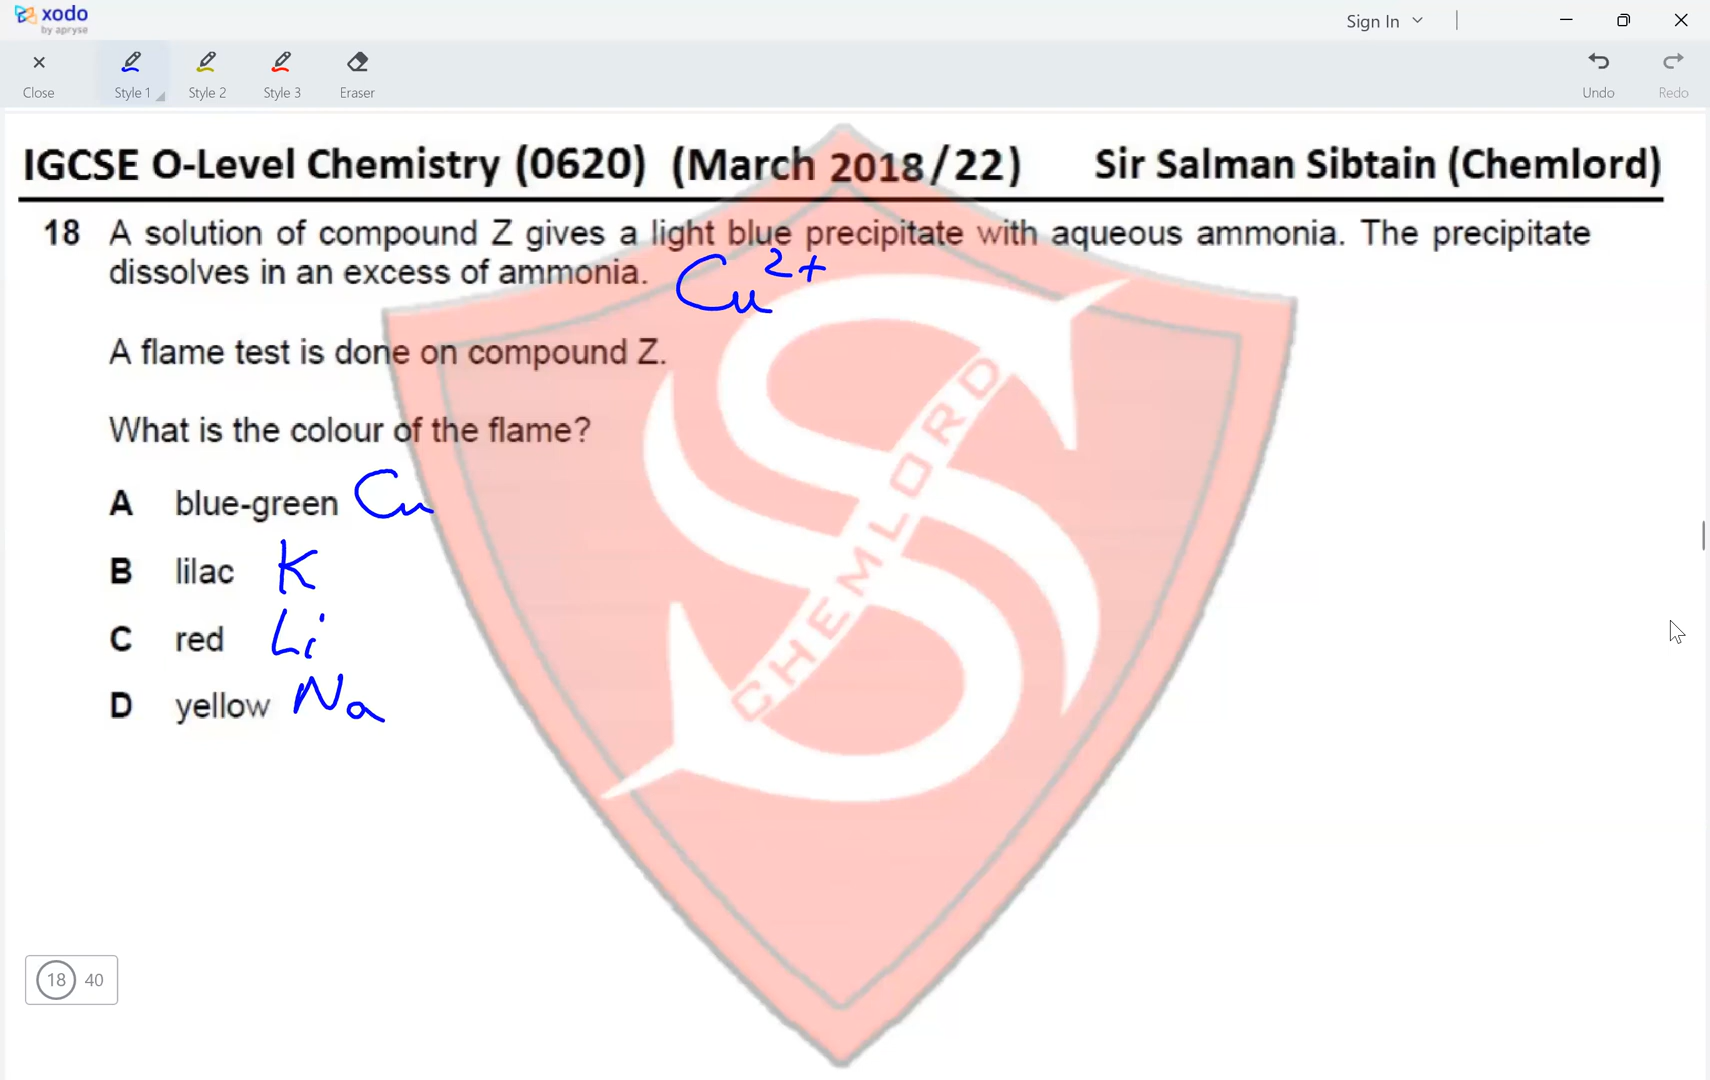 xodo
by apryse
Sign In
Close
Style 1
Style 2
Style 3
Eraser
Undo
Redo
IGCSE O-Level Chemistry (0620) (March 2018/22) Sir Salman Sibtain (Chemlord)
18 A solution of compound Z gives a light blue precipitate with aqueous ammonia. The precipitate
dissolves in an excess of ammonia. Cu²⁺
A flame test is done on compound Z.
What is the colour of the flame?
A blue-green Cu
B lilac K
C red Li
D yellow Na
CHEMLORD
18 40